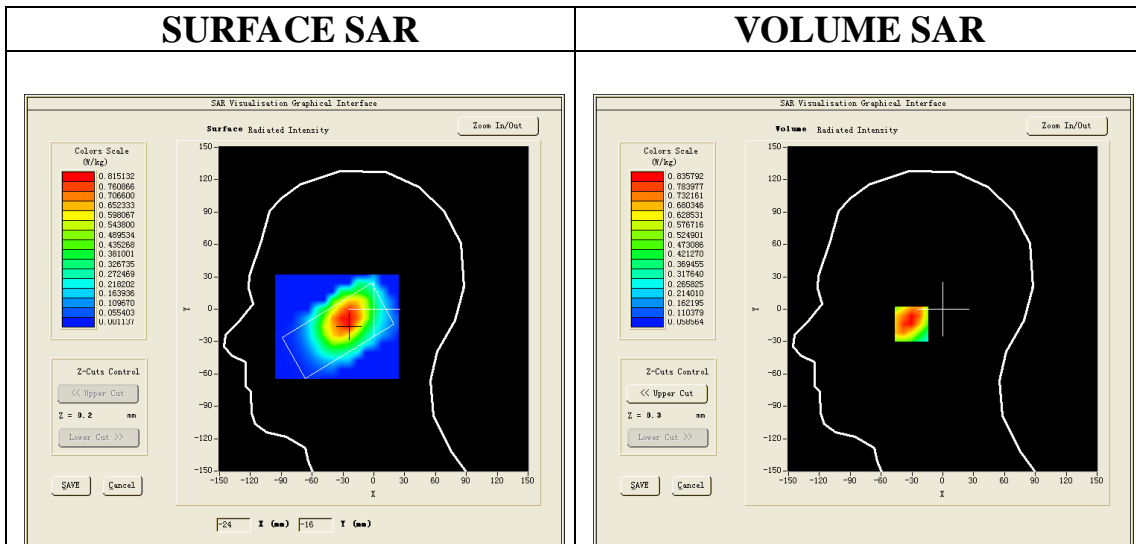 SURFACE SAR
VOLUME SAR
SAR Visualisation Graphical Interface
Surface Radiated Intensity
Zoom In/Out
Colors Scale
(W/kg)
0.815132
0.760866
0.706600
0.652333
0.598067
0.543800
0.489534
0.435268
0.381001
0.326735
0.272469
0.218202
0.163936
0.109670
0.055403
0.001137
Z-Cuts Control
<< Upper Cut
Z = 0.2 mm
Lower Cut >>
SAVE
Cancel
150
120
90
60
30
0
-30
-60
-90
-120
-150
Y
-150 -120 -90 -60 -30 0 30 60 90 120 150
X
-24 X (mm) -16 Y (mm)
SAR Visualisation Graphical Interface
Volume Radiated Intensity
Zoom In/Out
Colors Scale
(W/kg)
0.835792
0.783977
0.732161
0.680346
0.628531
0.576716
0.524901
0.473086
0.421270
0.369455
0.317640
0.265825
0.214010
0.162195
0.110379
0.058564
Z-Cuts Control
<< Upper Cut
Z = 0.3 mm
Lower Cut >>
SAVE
Cancel
150
120
90
60
30
0
-30
-60
-90
-120
-150
Y
-150 -120 -90 -60 -30 0 30 60 90 120 150
X